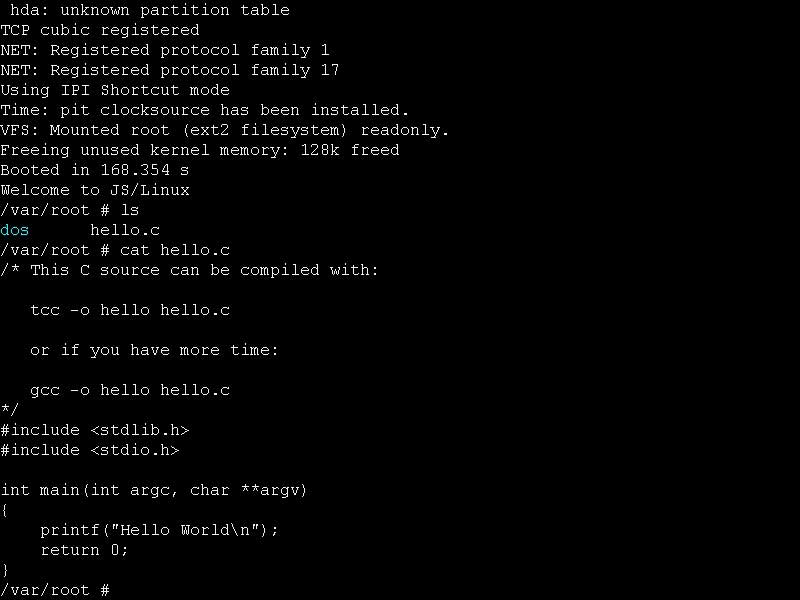 hda: unknown partition table
TCP cubic registered
NET: Registered protocol family 1
NET: Registered protocol family 17
Using IPI Shortcut mode
Time: pit clocksource has been installed.
VFS: Mounted root (ext2 filesystem) readonly.
Freeing unused kernel memory: 128k freed
Booted in 168.354 s
Welcome to JS/Linux
/var/root # ls
dos      hello.c
/var/root # cat hello.c
/* This C source can be compiled with:

   tcc -o hello hello.c

   or if you have more time:

   gcc -o hello hello.c
*/
#include <stdlib.h>
#include <stdio.h>

int main(int argc, char **argv)
{
    printf("Hello World\n");
    return 0;
}
/var/root #